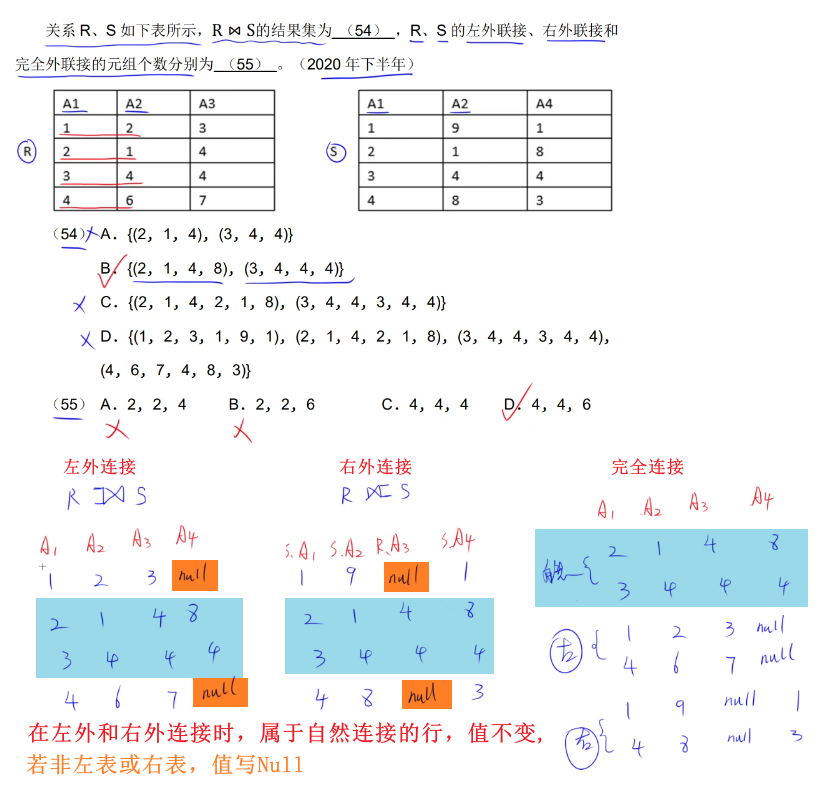 关系 R、S 如下表所示，R ⋈ S的结果集为 （54） ，R、S 的左外联接、右外联接和
完全外联接的元组个数分别为 （55） 。（2020 年下半年）
A1 A2 A3
1 2 3
2 1 4
3 4 4
4 6 7
R
A1 A2 A4
1 9 1
2 1 8
3 4 4
4 8 3
S
（54） A．{(2，1，4)，(3，4，4)}
B．{(2，1，4，8)，(3，4，4，4)}
C．{(2，1，4，2，1，8)，(3，4，4，3，4，4)}
D．{(1，2，3，1，9，1)，(2，1，4，2，1，8)，(3，4，4，3，4，4)，
(4，6，7，4，8，3)}
（55） A．2，2，4 B．2，2，6 C．4，4，4 D．4，4，6
左外连接
R ⟕ S
A1 A2 A3 A4
1 2 3 null
2 1 4 8
3 4 4 4
4 6 7 null
右外连接
R ⟖ S
S.A1 S.A2 R.A3 S.A4
1 9 null 1
2 1 4 8
3 4 4 4
4 8 null 3
完全连接
A1 A2 A3 A4
2 1 4 8
3 4 4 4
1 2 3 null
4 6 7 null
1 9 null 1
右
4 8 null 3
在左外和右外连接时，属于自然连接的行，值不变,
若非左表或右表，值写Null